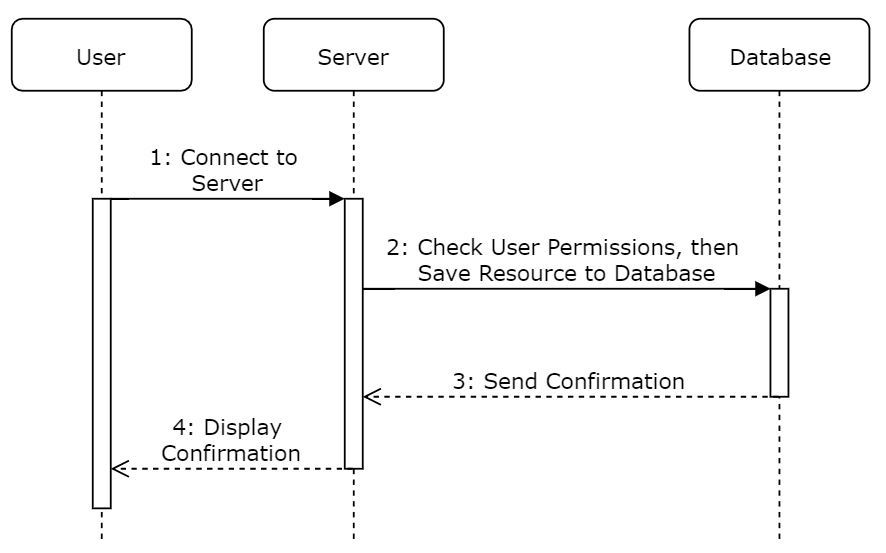 User
Server
Database
1: Connect to
Server
2: Check User Permissions, then
Save Resource to Database
3: Send Confirmation
4: Display
Confirmation